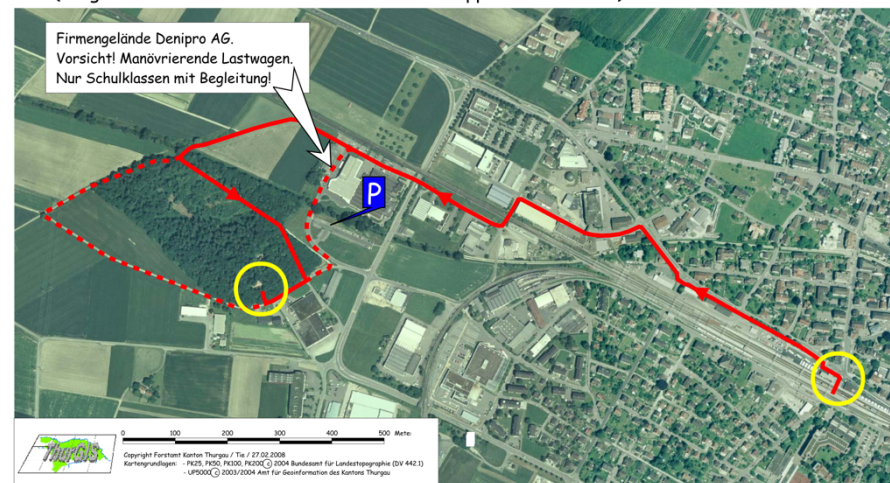 Firmengelände Denipro AG.
Vorsicht! Manövrierende Lastwagen.
Nur Schulklassen mit Begleitung!
P
ThurGIS
0 100 200 300 400 500 Mete:
Copyright Forstamt Kanton Thurgau / Tie / 27.02.2008
Kartengrundlagen: - PK25, PK50, PK100, PK200 © 2004 Bundesamt für Landestopographie (DV 442.1)
- UP5000 © 2003/2004 Amt für Geoinformation des Kantons Thurgau